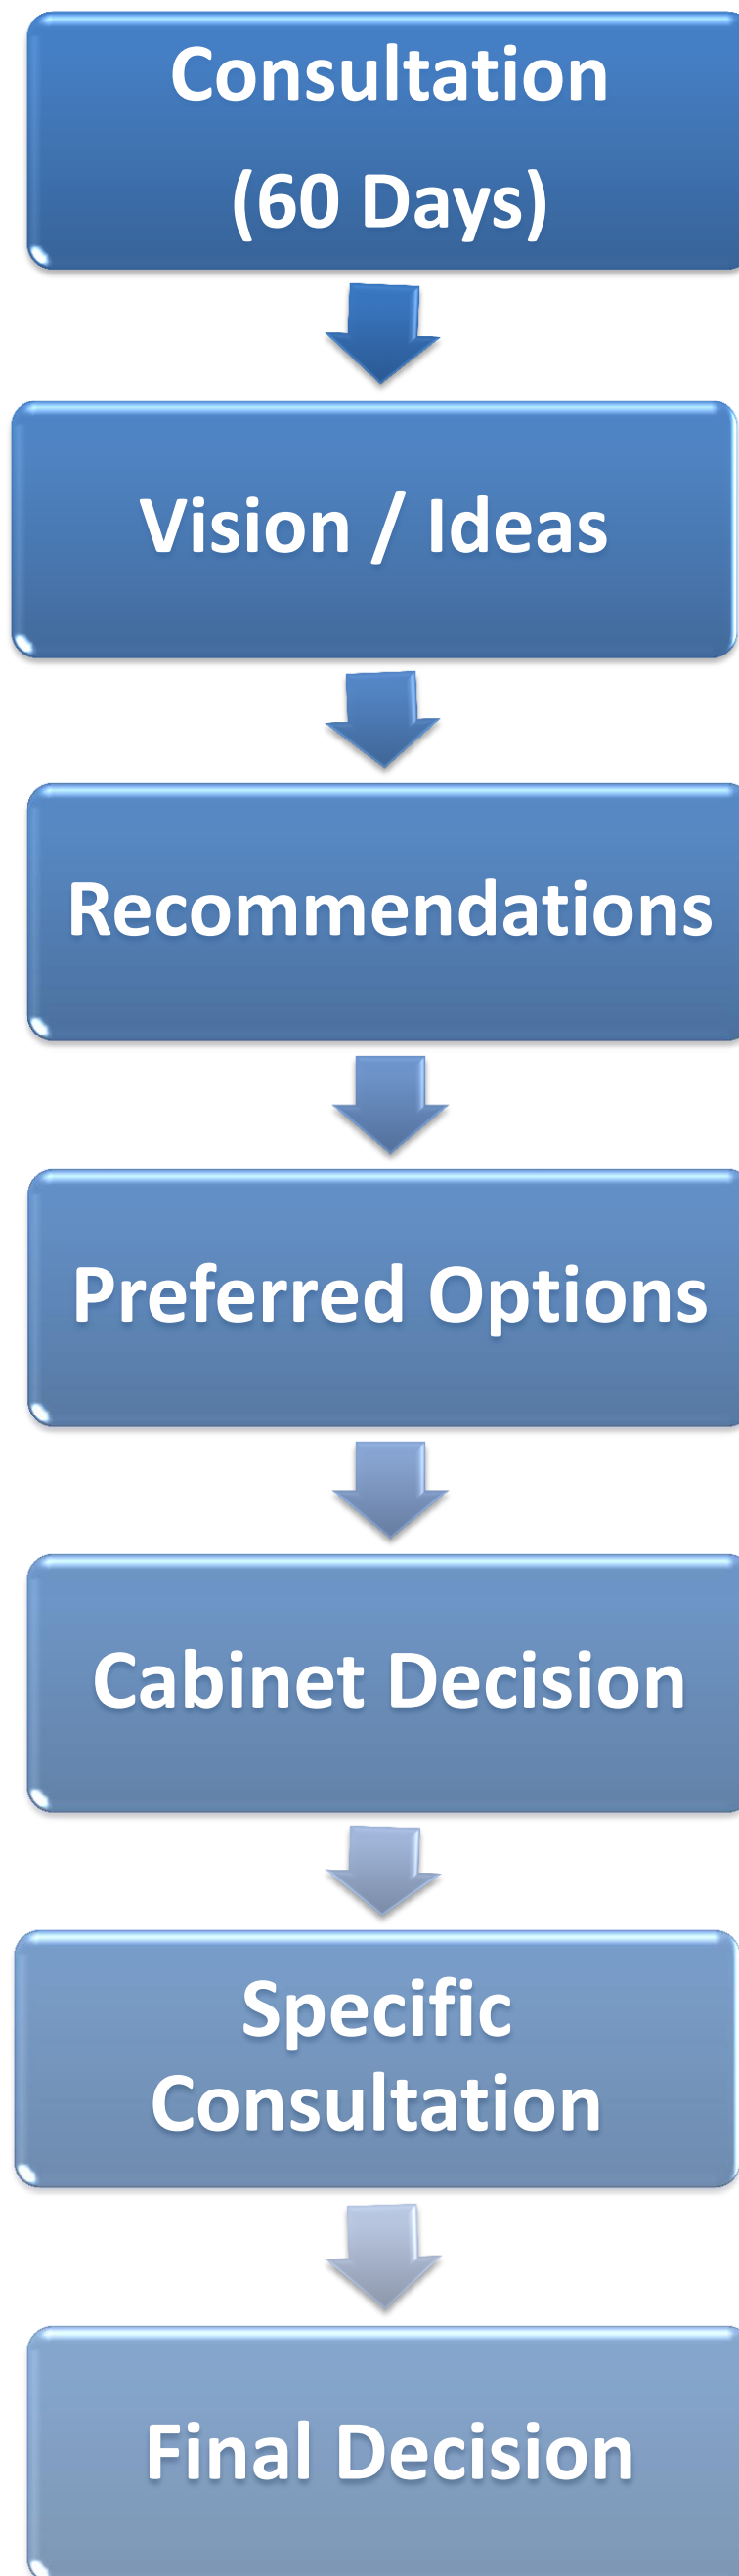 Consultation
(60 Days)
Vision / Ideas
Recommendations
Preferred Options
Cabinet Decision
Specific
Consultation
Final Decision